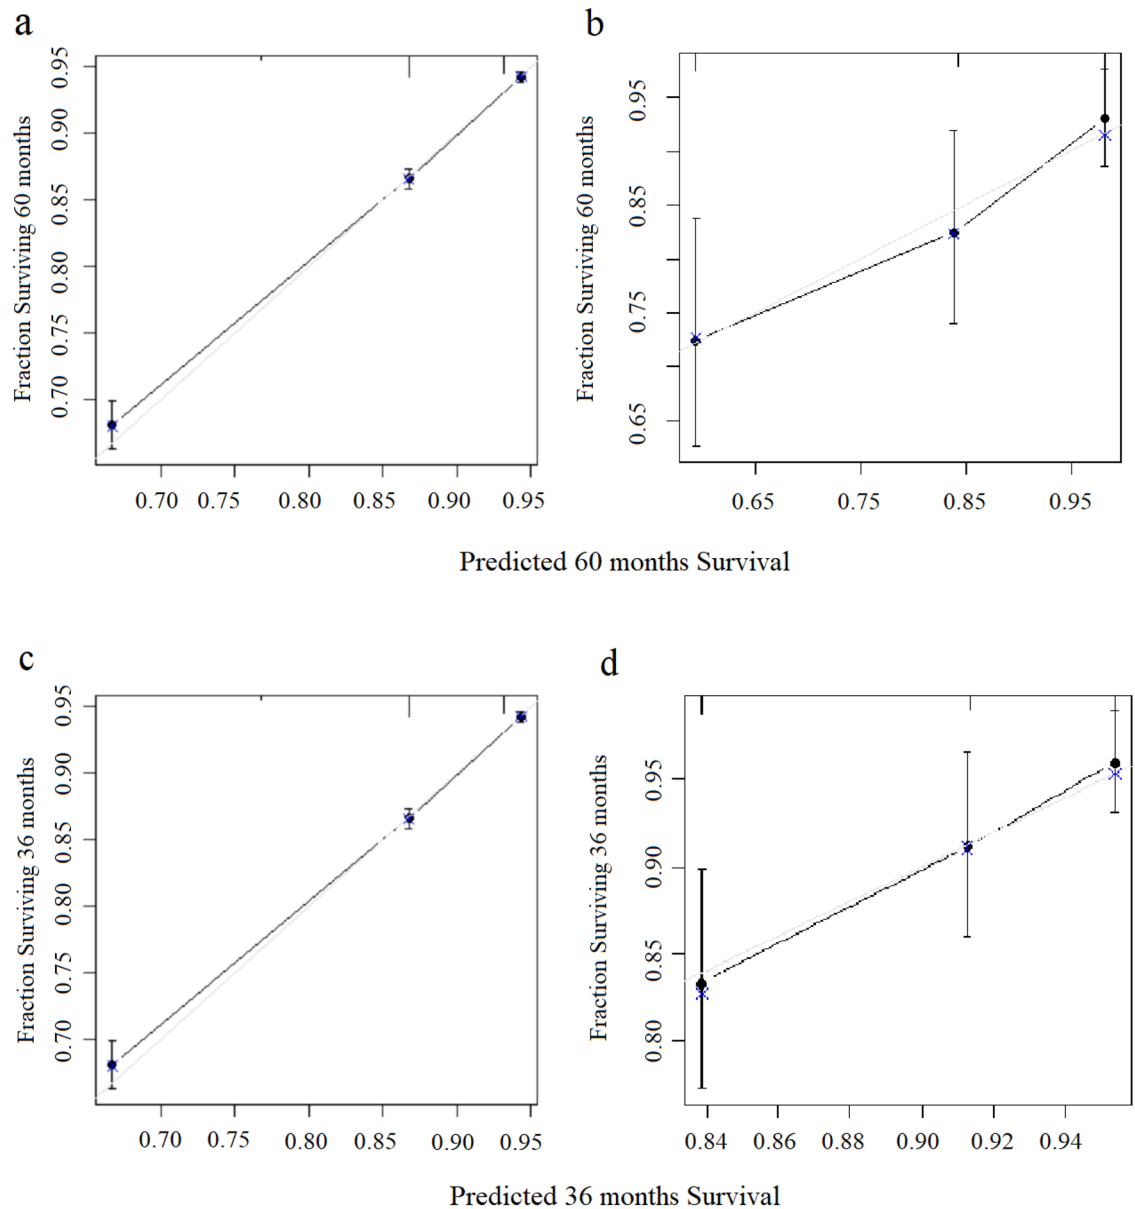 a
b
Fraction Surviving 60 months
0.95
0.90
0.85
0.80
0.75
0.70
0.70 0.75 0.80 0.85 0.90 0.95
Fraction Surviving 60 months
0.95
0.85
0.75
0.65
0.65 0.75 0.85 0.95
Predicted 60 months Survival
c
d
Fraction Surviving 36 months
0.95
0.90
0.85
0.80
0.75
0.70
0.70 0.75 0.80 0.85 0.90 0.95
Fraction Surviving 36 months
0.95
0.90
0.85
0.80
0.84 0.86 0.88 0.90 0.92 0.94
Predicted 36 months Survival